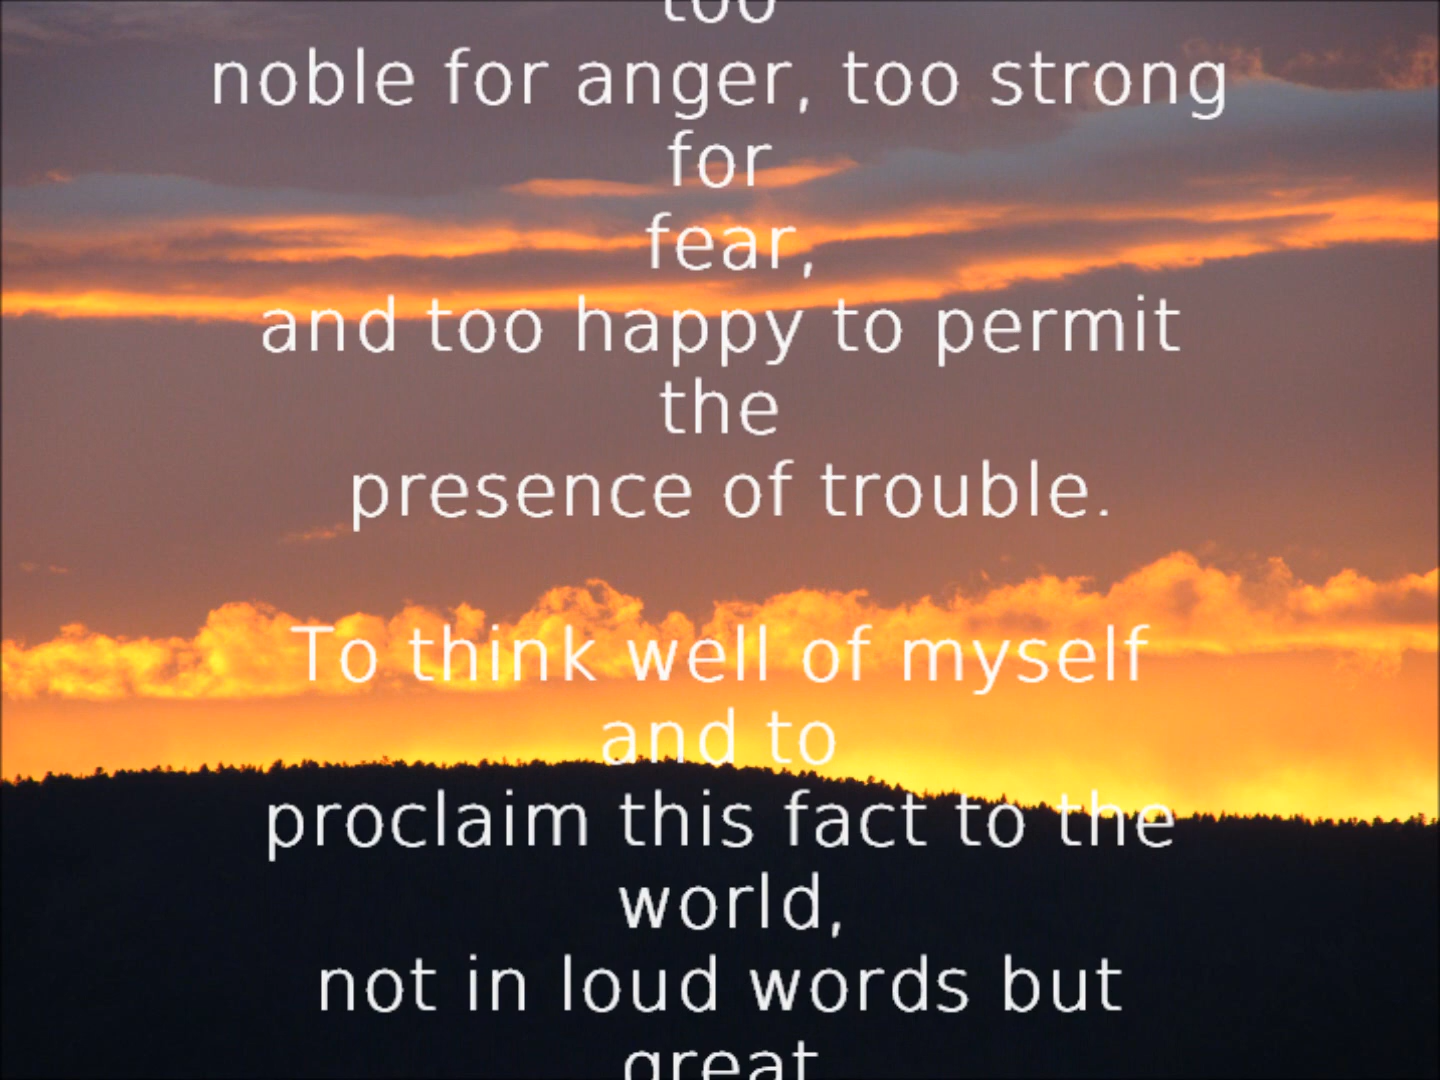 too
noble for anger, too strong
for
fear,
and too happy to permit
the
presence of trouble.
To think well of myself
and to
proclaim this fact to the
world,
not in loud words but
great